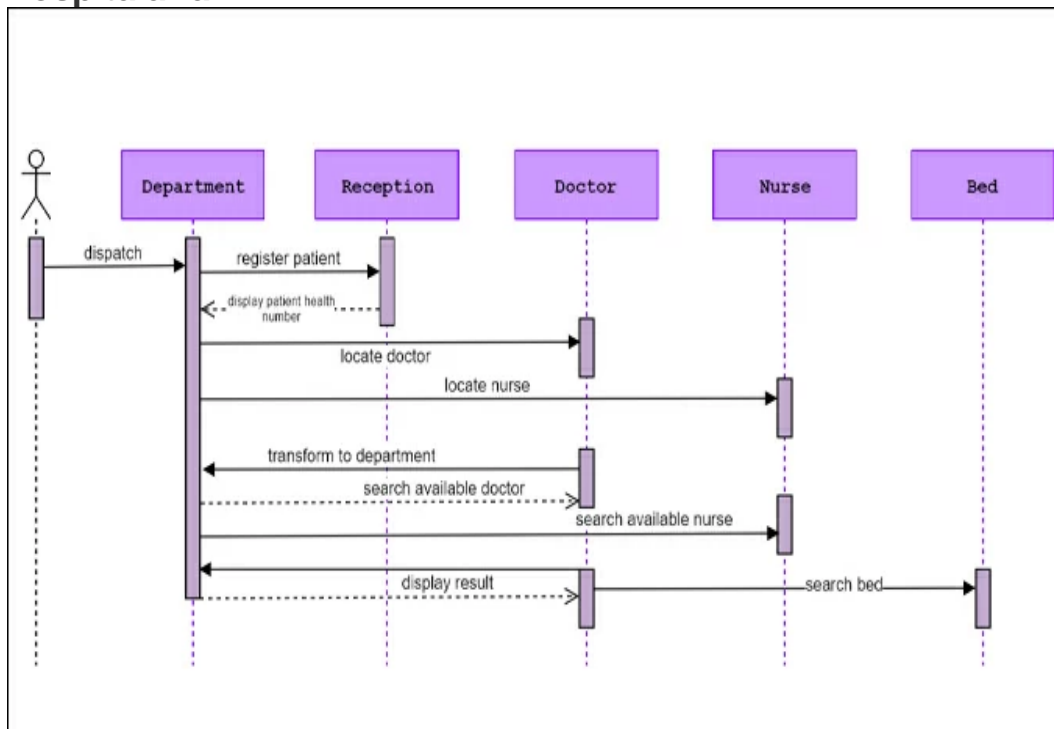 Department
Reception
Doctor
Nurse
Bed
dispatch
register patient
display patient health
number
locate doctor
locate nurse
transform to department
search available doctor
search available nurse
display result
search bed